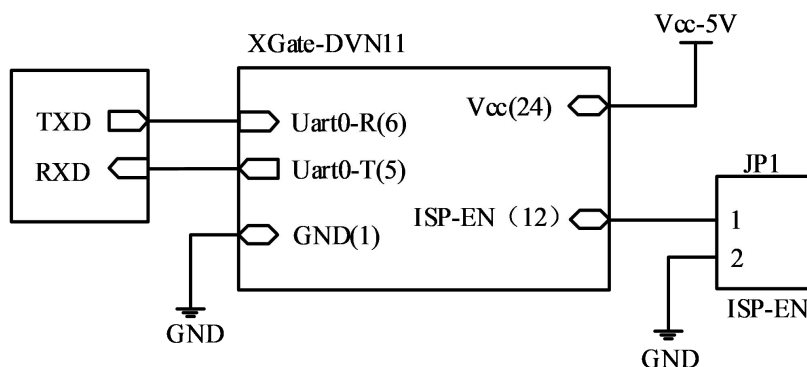 Vcc-5V
XGate-DVN11
TXD
Uart0-R(6)
Vcc(24)
RXD
Uart0-T(5)
JP1
GND(1)
ISP-EN（12）
1
2
ISP-EN
GND
GND